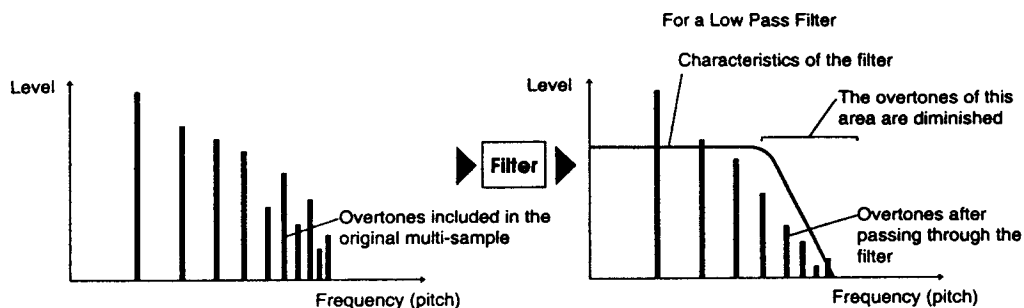 For a Low Pass Filter
Level
Overtones included in the
original multi-sample
Frequency (pitch)
Filter
Level
Characteristics of the filter
The overtones of this
area are diminished
Overtones after
passing through the
filter
Frequency (pitch)